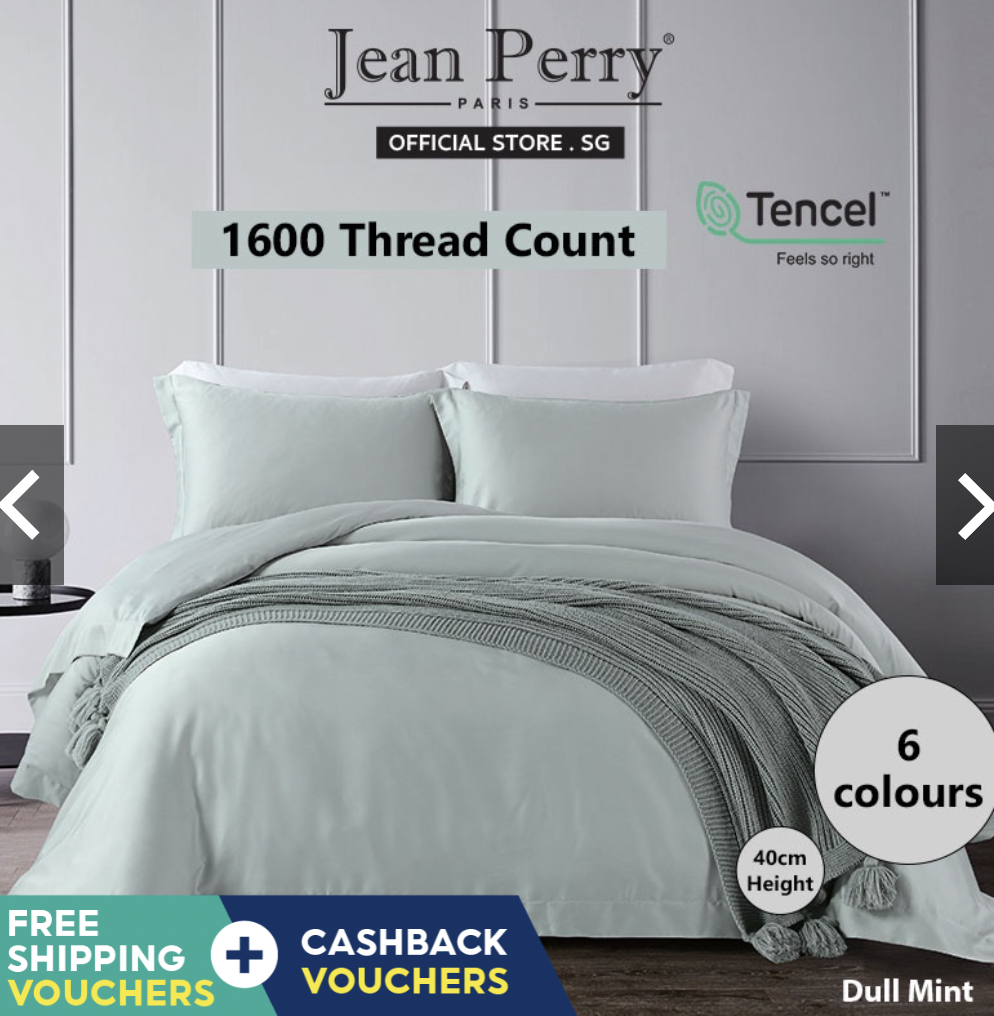 Jean Perry®
PARIS
OFFICIAL STORE . SG
1600 Thread Count
Tencel™
Feels so right
6
colours
40cm
Height
FREE
SHIPPING
VOUCHERS
+
CASHBACK
VOUCHERS
Dull Mint